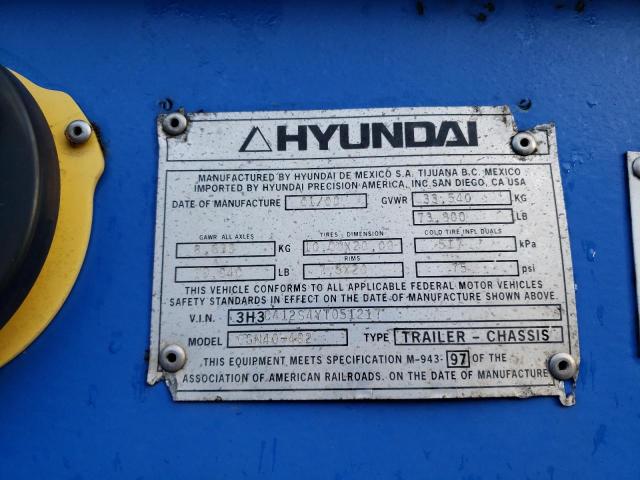 HYUNDAI
MANUFACTURED BY HYUNDAI DE MEXICO S.A. TIJUANA B.C. MEXICO
IMPORTED BY HYUNDAI PRECISION AMERICA, INC. SAN DIEGO, CA USA
DATE OF MANUFACTURE 01/00 GVWR 33,540 KG
73,900 LB
GAWR ALL AXLES TIRES - DIMENSION COLD TIRE INFL DUALS
KG 517 kPa
RIMS
LB 75 psi
THIS VEHICLE CONFORMS TO ALL APPLICABLE FEDERAL MOTOR VEHICLES
SAFETY STANDARDS IN EFFECT ON THE DATE OF MANUFACTURE SHOWN ABOVE.
V.I.N. 3H3C412S4YT051217
MODEL TYPE TRAILER - CHASSIS
THIS EQUIPMENT MEETS SPECIFICATION M-943- 97 OF THE
ASSOCIATION OF AMERICAN RAILROADS. ON THE DATE OF MANUFACTURE